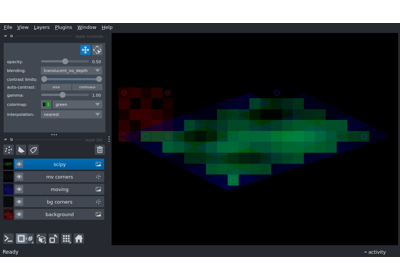 File View Layers Plugins Window Help
opacity: 0.50
blending: translucent_no_depth
contrast limits:
auto-contrast: once continuous
gamma: 1.00
colormap: green
interpolation: nearest
scipy
mv corners
moving
bg corners
background
Ready
activity